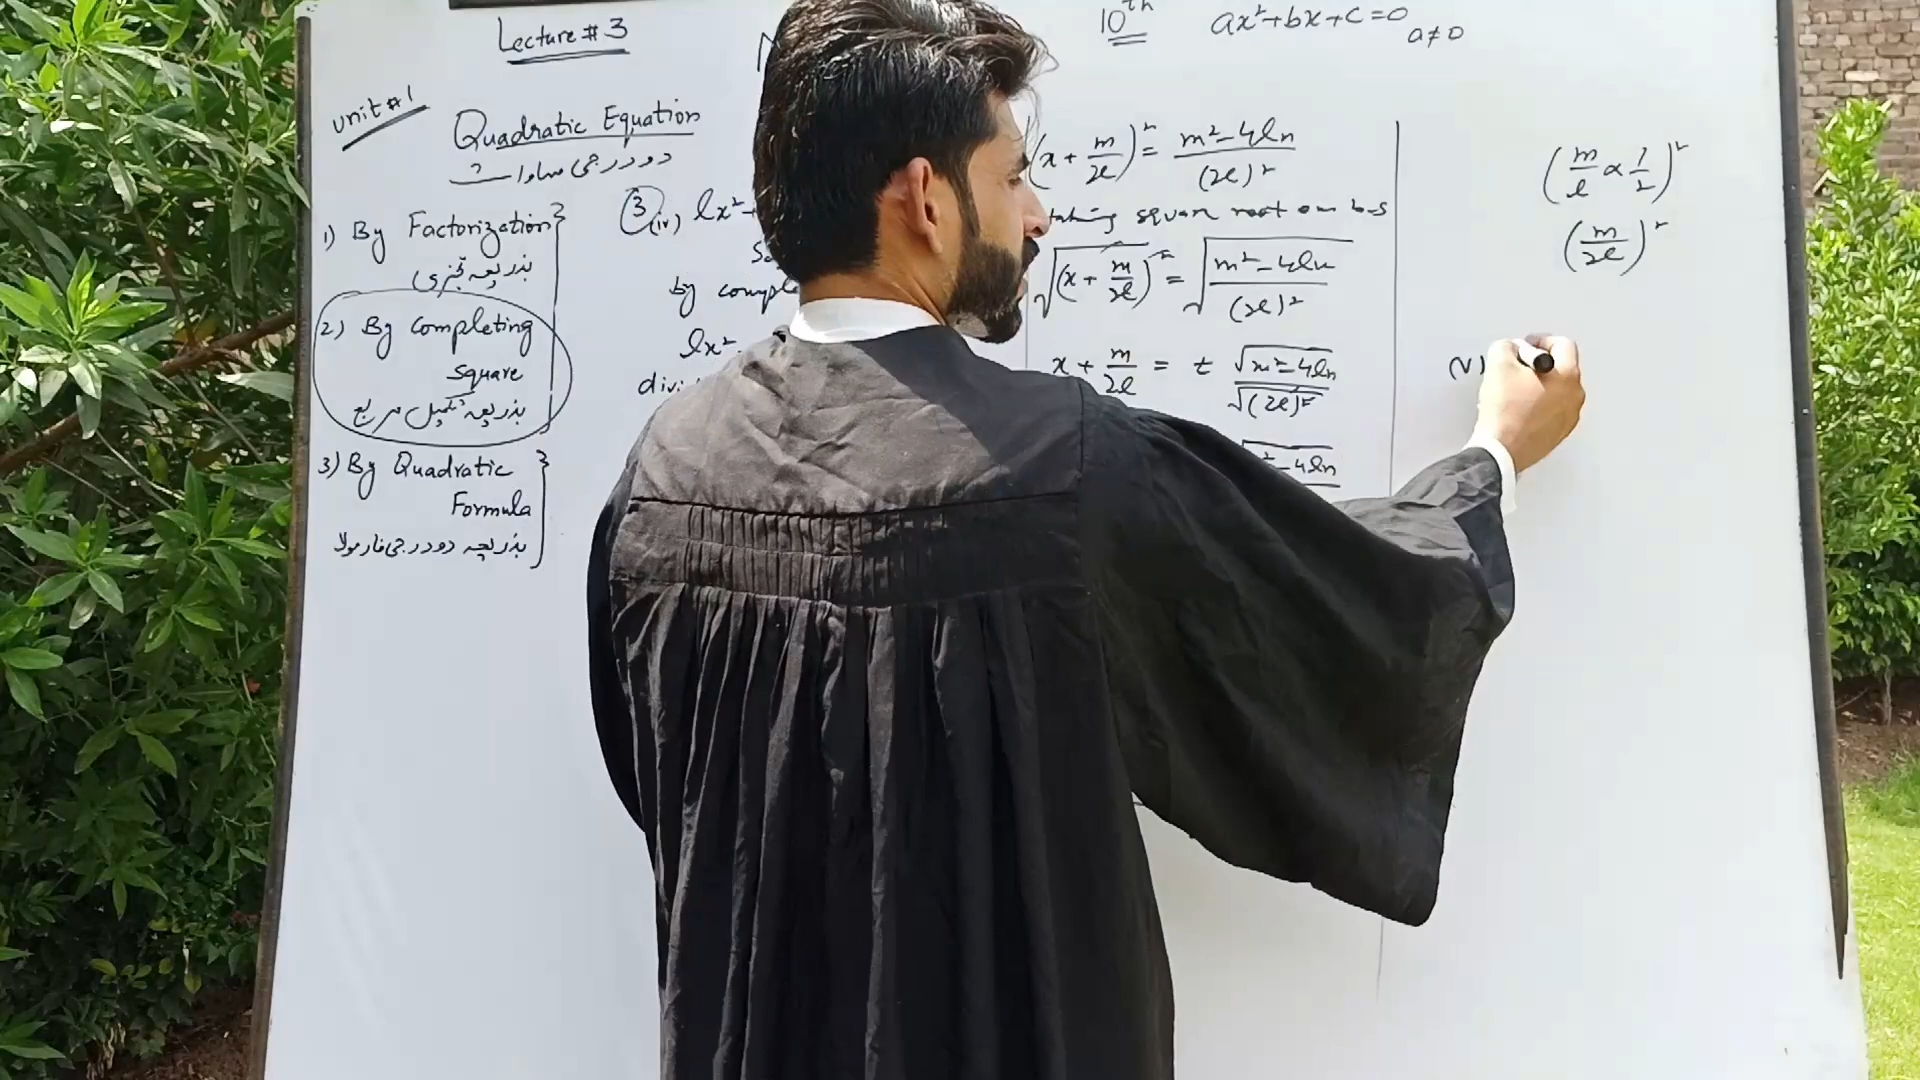 Lecture # 3
10th ax²+bx+c=0
a≠0
Unit # 1
Quadratic Equation
دو درجی مساوات
1) By Factorization
بذریعہ تجزی
2) By Completing
square
بذریعہ تکمیل مربع
3) By Quadratic
Formula
بذریعہ دو درجی فارمولا
3 (iv) lx²+
by comple
lx²
divi
(x + m/2l)² = m² - 4ln / (2l)²
taking square root on b-s
√(x + m/2l)² = √(m² - 4ln / (2l)²)
x + m/2l = ± √(m² - 4ln) / √(2l)²
² - 4ln
(m/l × 1/2)²
(m/2l)²
(v)